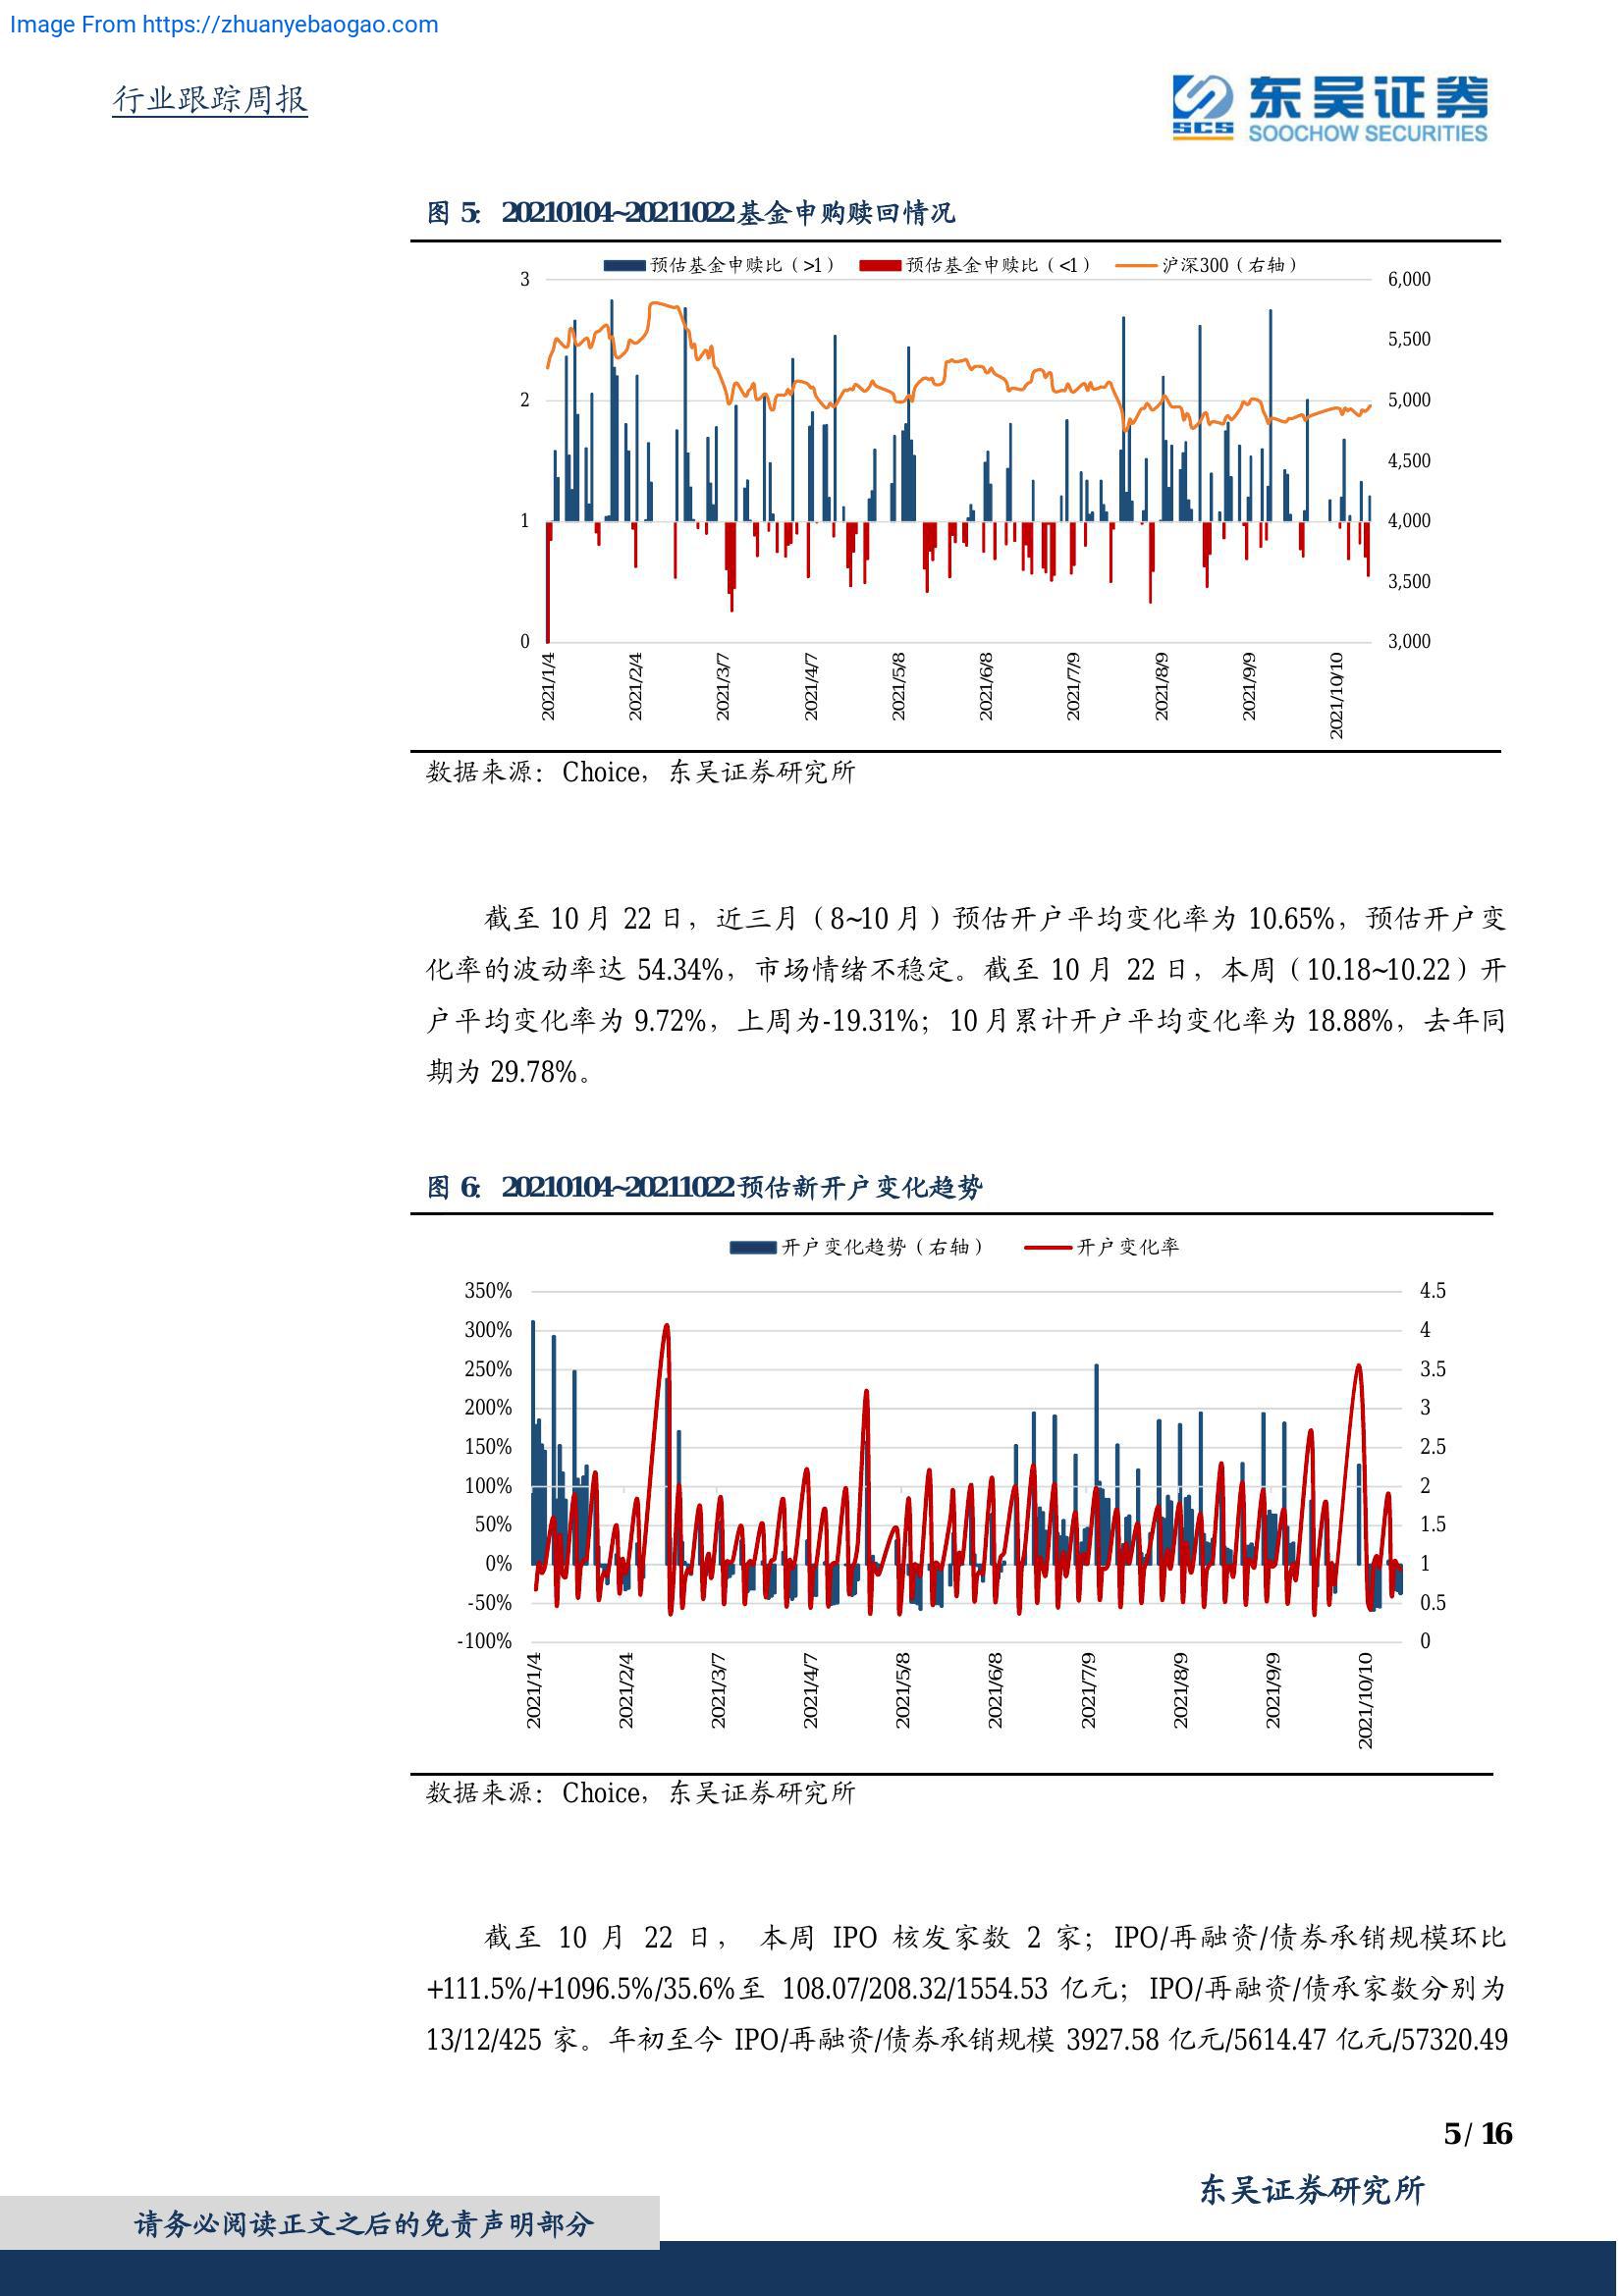 Image From https://zhuanyebaogao.com
行业跟踪周报
东吴证券
SCS
SOOCHOW SECURITIES
图 5: 20210104~20211022基金申购赎回情况
预估基金申赎比（>1） 预估基金申赎比（<1） 沪深300（右轴）
3 6,000
5,500
2 5,000
4,500
1 4,000
3,500
0 3,000
2021/1/4 2021/2/4 2021/3/7 2021/4/7 2021/5/8 2021/6/8 2021/7/9 2021/8/9 2021/9/9 2021/10/10
数据来源：Choice，东吴证券研究所
截至 10 月 22 日，近三月（8~10 月）预估开户平均变化率为 10.65%，预估开户变
化率的波动率达 54.34%，市场情绪不稳定。截至 10 月 22 日，本周（10.18~10.22）开
户平均变化率为 9.72%，上周为-19.31%；10 月累计开户平均变化率为 18.88%，去年同
期为 29.78%。
图 6: 20210104~20211022预估新开户变化趋势
开户变化趋势（右轴） 开户变化率
350% 4.5
300% 4
250% 3.5
200% 3
150% 2.5
100% 2
50% 1.5
0% 1
-50% 0.5
-100% 0
2021/1/4 2021/2/4 2021/3/7 2021/4/7 2021/5/8 2021/6/8 2021/7/9 2021/8/9 2021/9/9 2021/10/10
数据来源：Choice，东吴证券研究所
截至 10 月 22 日， 本周 IPO 核发家数 2 家；IPO/再融资/债券承销规模环比
+111.5%/+1096.5%/35.6%至 108.07/208.32/1554.53 亿元；IPO/再融资/债承家数分别为
13/12/425 家。年初至今 IPO/再融资/债券承销规模 3927.58 亿元/5614.47 亿元/57320.49
5 / 16
东吴证券研究所
请务必阅读正文之后的免责声明部分